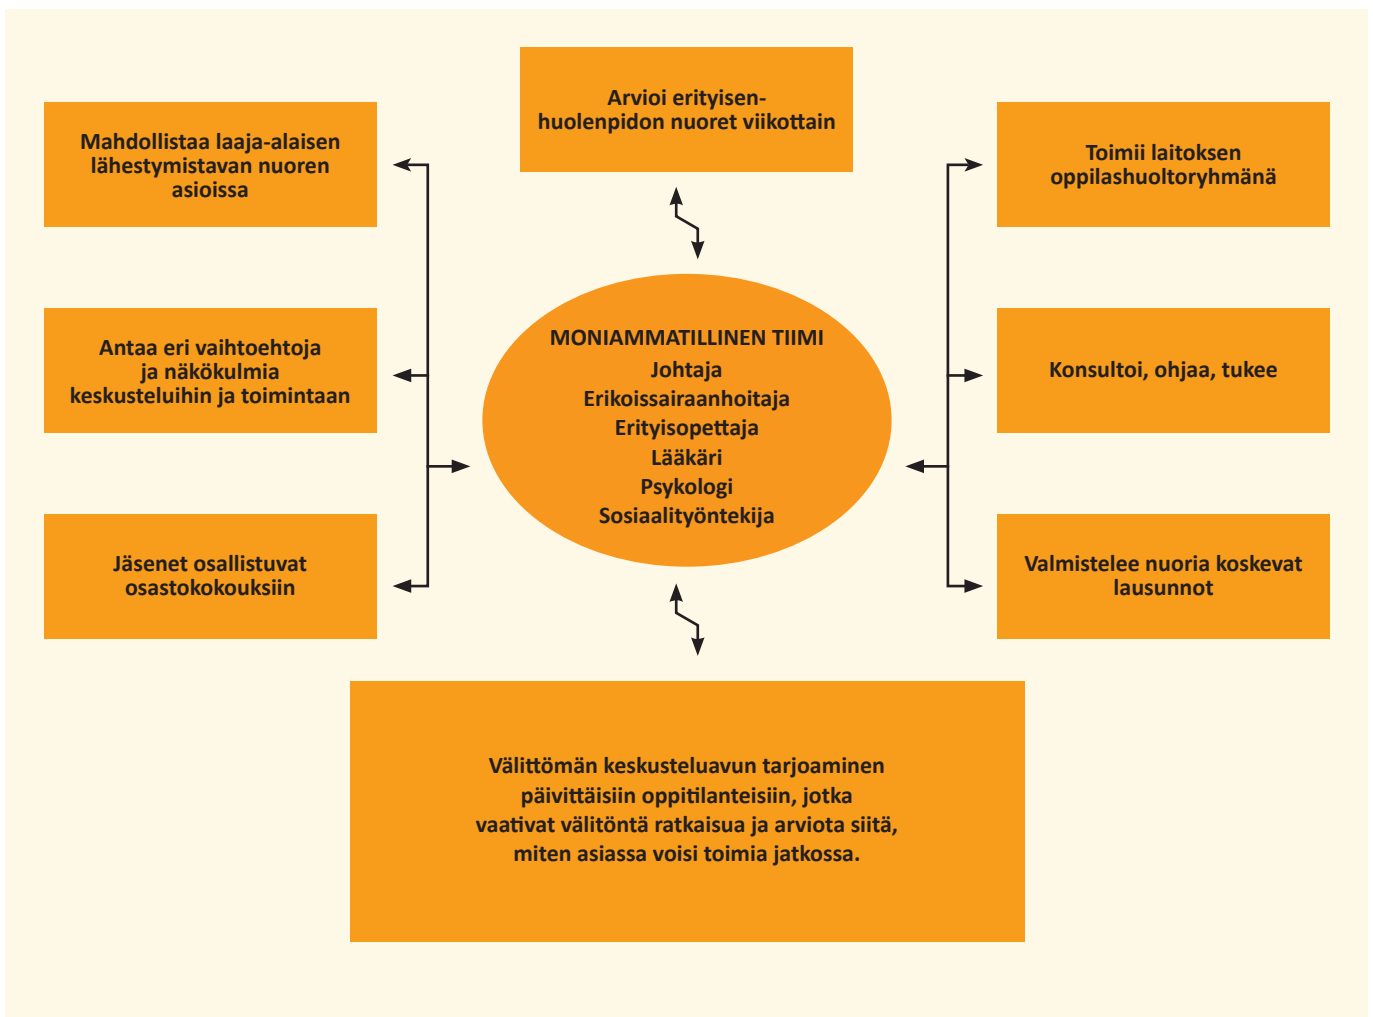 Arvioi erityisen-
huolenpidon nuoret viikottain
Mahdollistaa laaja-alaisen
lähestymistavan nuoren
asioissa
Toimii laitoksen
oppilashuoltoryhmänä
Antaa eri vaihtoehtoja
ja näkökulmia
keskusteluihin ja toimintaan
MONIAMMATILLINEN TIIMI
Johtaja
Erikoissairaanhoitaja
Erityisopettaja
Lääkäri
Psykologi
Sosiaalityöntekija
Konsultoi, ohjaa, tukee
Jäsenet osallistuvat
osastokokouksiin
Valmistelee nuoria koskevat
lausunnot
Välittömän keskusteluavun tarjoaminen
päivittäisiin oppitilanteisiin, jotka
vaativat välitöntä ratkaisua ja arviota siitä,
miten asiassa voisi toimia jatkossa.